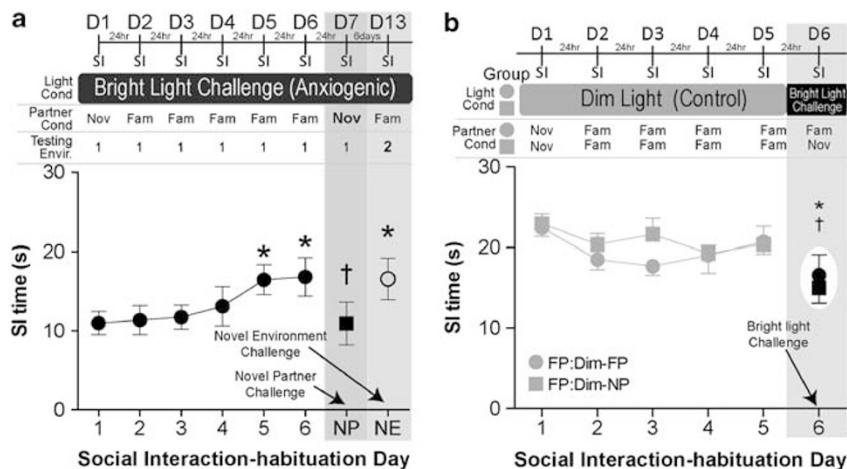 a
D1 D2 D3 D4 D5 D6 D7 D13
24hr 24hr 24hr 24hr 24hr 24hr 6days
SI SI SI SI SI SI SI SI
Light Cond
Bright Light Challenge (Anxiogenic)
Partner Cond
Nov Fam Fam Fam Fam Fam Nov Fam
Testing Envir.
1 1 1 1 1 1 1 2
30
20
10
0
SI time (s)
* * † *
Novel Environment
Challenge
Novel Partner
Challenge
1 2 3 4 5 6 NP NE
Social Interaction-habituation Day
b
D1 D2 D3 D4 D5 D6
24hr 24hr 24hr 24hr 24hr
Group SI SI SI SI SI SI
Light Cond
Dim Light (Control)
Bright Light
Challenge
Partner Cond
Nov Fam Fam Fam Fam Fam
Nov Fam Fam Fam Fam Nov
30
20
10
0
SI time (s)
*
†
Bright light
Challenge
FP:Dim-FP
FP:Dim-NP
1 2 3 4 5 6
Social Interaction-habituation Day